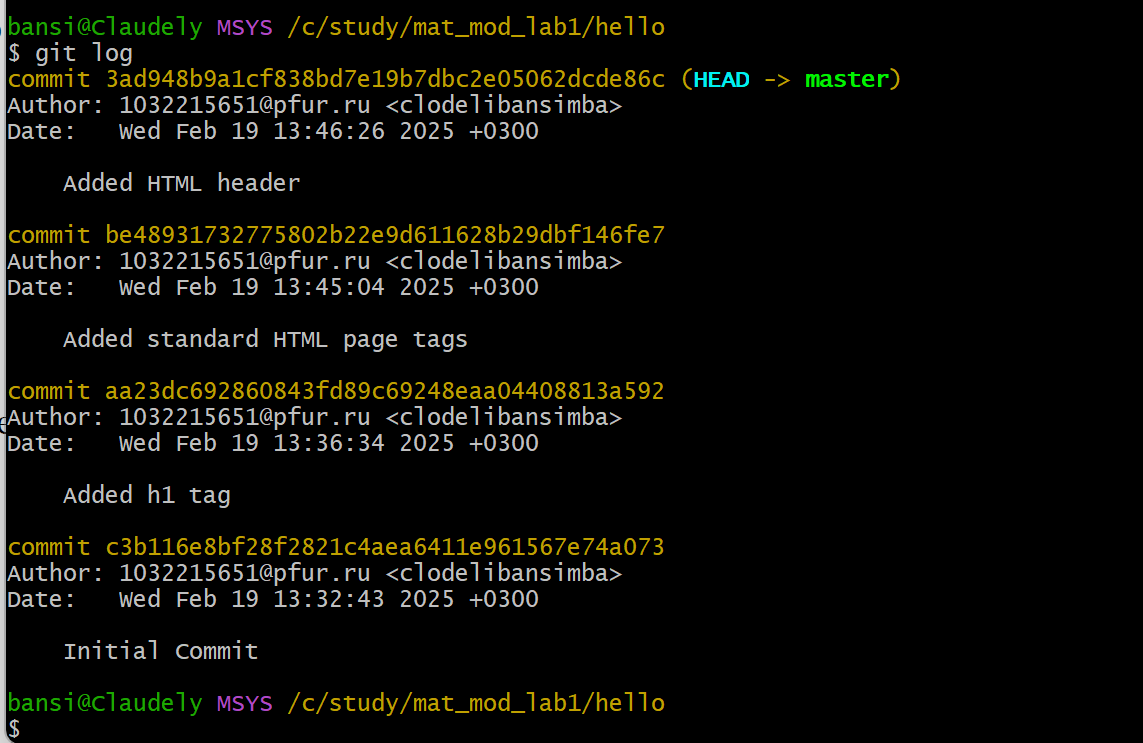 bansi@Claudely MSYS /c/study/mat_mod_lab1/hello
$ git log
commit 3ad948b9a1cf838bd7e19b7dbc2e05062dcde86c (HEAD -> master)
Author: 1032215651@pfur.ru <clodelibansimba>
Date:   Wed Feb 19 13:46:26 2025 +0300

    Added HTML header

commit be48931732775802b22e9d611628b29dbf146fe7
Author: 1032215651@pfur.ru <clodelibansimba>
Date:   Wed Feb 19 13:45:04 2025 +0300

    Added standard HTML page tags

commit aa23dc692860843fd89c69248eaa04408813a592
Author: 1032215651@pfur.ru <clodelibansimba>
Date:   Wed Feb 19 13:36:34 2025 +0300

    Added h1 tag

commit c3b116e8bf28f2821c4aea6411e961567e74a073
Author: 1032215651@pfur.ru <clodelibansimba>
Date:   Wed Feb 19 13:32:43 2025 +0300

    Initial Commit

bansi@Claudely MSYS /c/study/mat_mod_lab1/hello
$